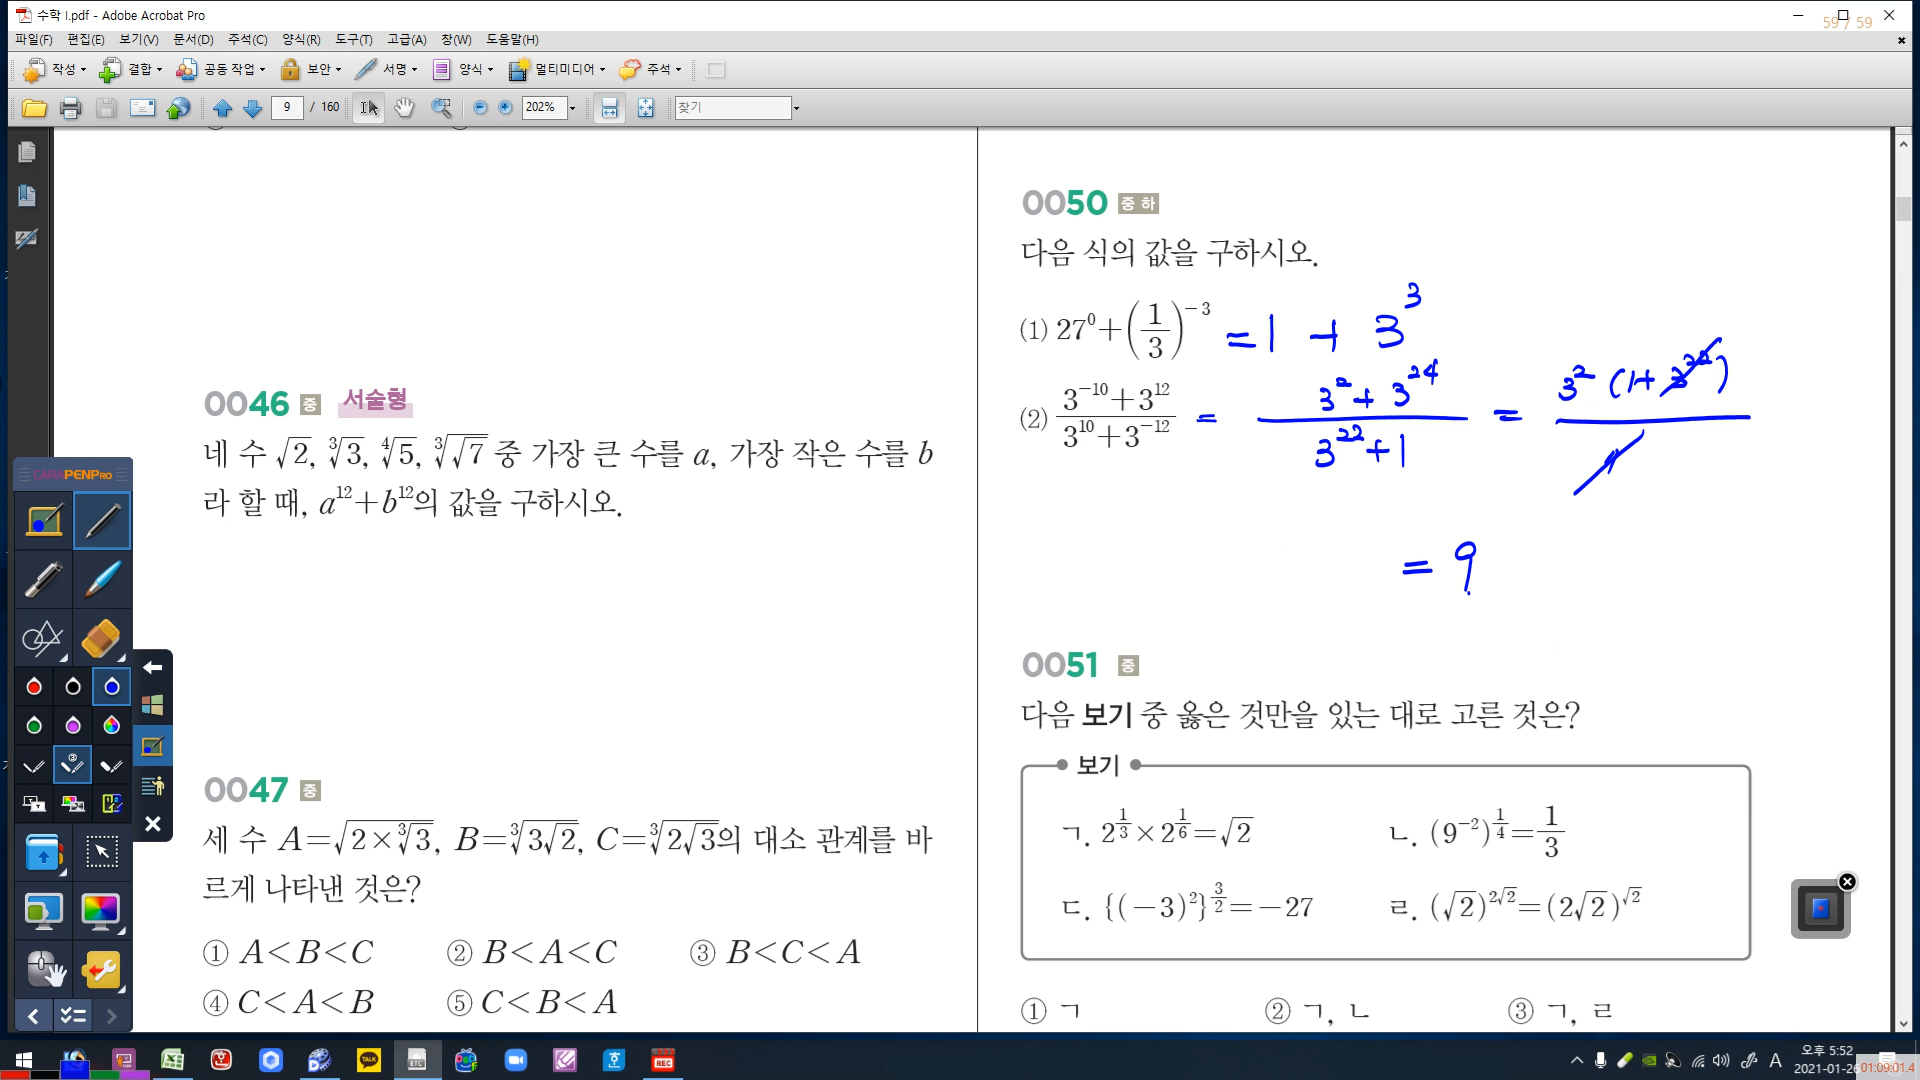 수학 I.pdf - Adobe Acrobat Pro
59 / 59
파일(F) 편집(E) 보기(V) 문서(D) 주석(C) 양식(R) 도구(T) 고급(A) 창(W) 도움말(H)
작성 결합 공동 작업 보안 서명 양식 멀티미디어 주석
9 / 160 202% 찾기
0046 중 서술형
네 수 √2, ∛3, ∜5, ∛√7 중 가장 큰 수를 a, 가장 작은 수를 b
라 할 때, a¹²+b¹²의 값을 구하시오.
0047 중
세 수 A=√(2×∛3), B=∛(3√2), C=∛(2√3)의 대소 관계를 바
르게 나타낸 것은?
① A<B<C ② B<A<C ③ B<C<A
④ C<A<B ⑤ C<B<A
0050 중 하
다음 식의 값을 구하시오.
(1) 27⁰+(1/3)⁻³ = 1 + 3³
(2) (3⁻¹⁰+3¹²)/(3¹⁰+3⁻¹²) = (3²+3²⁴)/(3²²+1) = 3²(1+3²²)/〃
= 9
0051 중
다음 보기 중 옳은 것만을 있는 대로 고른 것은?
보기
ㄱ. 2^(1/3)×2^(1/6)=√2 ㄴ. (9⁻²)^(1/4)=1/3
ㄷ. {(−3)²}^(3/2)=−27 ㄹ. (√2)^(2√2)=(2√2)^(√2)
① ㄱ ② ㄱ, ㄴ ③ ㄱ, ㄹ
CARAPENPRO
A 오후 5:52
2021-01-26
01:09:01.4